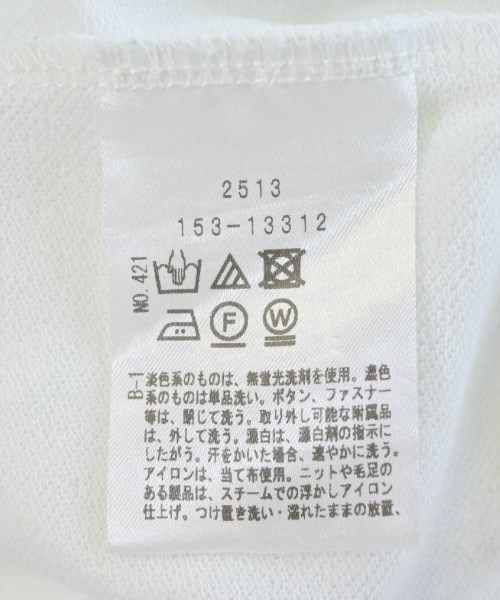 2513
153-13312
NO.421
F
W
B-1
淡色系のものは、無蛍光洗剤を使用。濃色
系のものは単品洗い。ボタン、ファスナー
等は、閉じて洗う。取り外し可能な附属品
は、外して洗う。漂白は、漂白剤の指示に
したがう。汗をかいた場合、速やかに洗う。
アイロンは、当て布使用。ニットや毛足の
ある製品は、スチームでの浮かしアイロン
仕上げ。つけ置き洗い・濡れたままの放置、